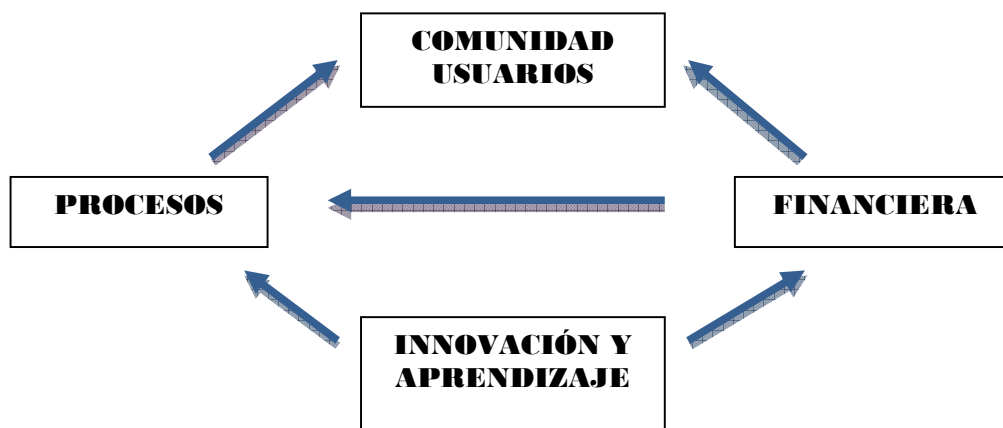 COMUNIDAD
USUARIOS
PROCESOS
FINANCIERA
INNOVACIÓN Y
APRENDIZAJE